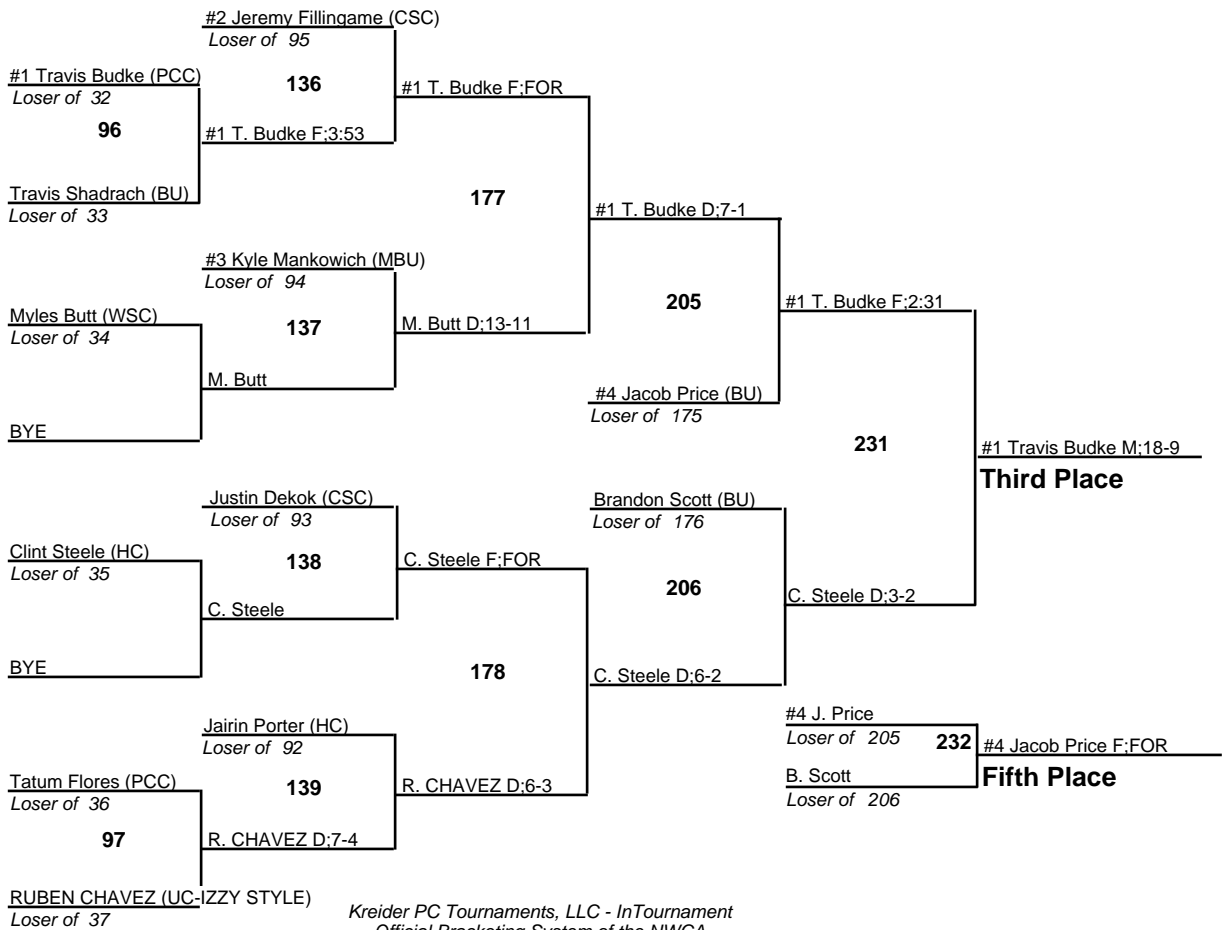 #2 Jeremy Fillingame (CSC)
Loser of 95
#1 Travis Budke (PCC)
Loser of 32
136
#1 T. Budke F;FOR
96
#1 T. Budke F;3:53
Travis Shadrach (BU)
Loser of 33
177
#1 T. Budke D;7-1
#3 Kyle Mankowich (MBU)
Loser of 94
Myles Butt (WSC)
Loser of 34
137
M. Butt D;13-11
205
#1 T. Budke F;2:31
M. Butt
#4 Jacob Price (BU)
Loser of 175
BYE
231
#1 Travis Budke M;18-9
Third Place
Justin Dekok (CSC)
Loser of 93
Brandon Scott (BU)
Loser of 176
Clint Steele (HC)
Loser of 35
138
C. Steele F;FOR
206
C. Steele D;3-2
C. Steele
BYE
178
C. Steele D;6-2
Jairin Porter (HC)
Loser of 92
#4 J. Price
Loser of 205
232
#4 Jacob Price F;FOR
Fifth Place
Tatum Flores (PCC)
Loser of 36
139
R. CHAVEZ D;6-3
B. Scott
Loser of 206
97
R. CHAVEZ D;7-4
RUBEN CHAVEZ (UC-IZZY STYLE)
Loser of 37
Kreider PC Tournaments, LLC - InTournament
Official Bracketing System of the NWCA